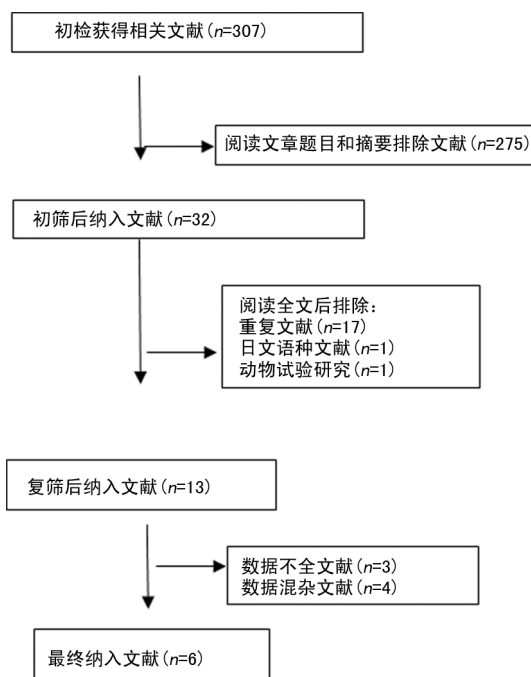 初检获得相关文献(n=307)
阅读文章题目和摘要排除文献(n=275)
初筛后纳入文献(n=32)
阅读全文后排除：
重复文献(n=17)
日文语种文献(n=1)
动物试验研究(n=1)
复筛后纳入文献(n=13)
数据不全文献(n=3)
数据混杂文献(n=4)
最终纳入文献(n=6)